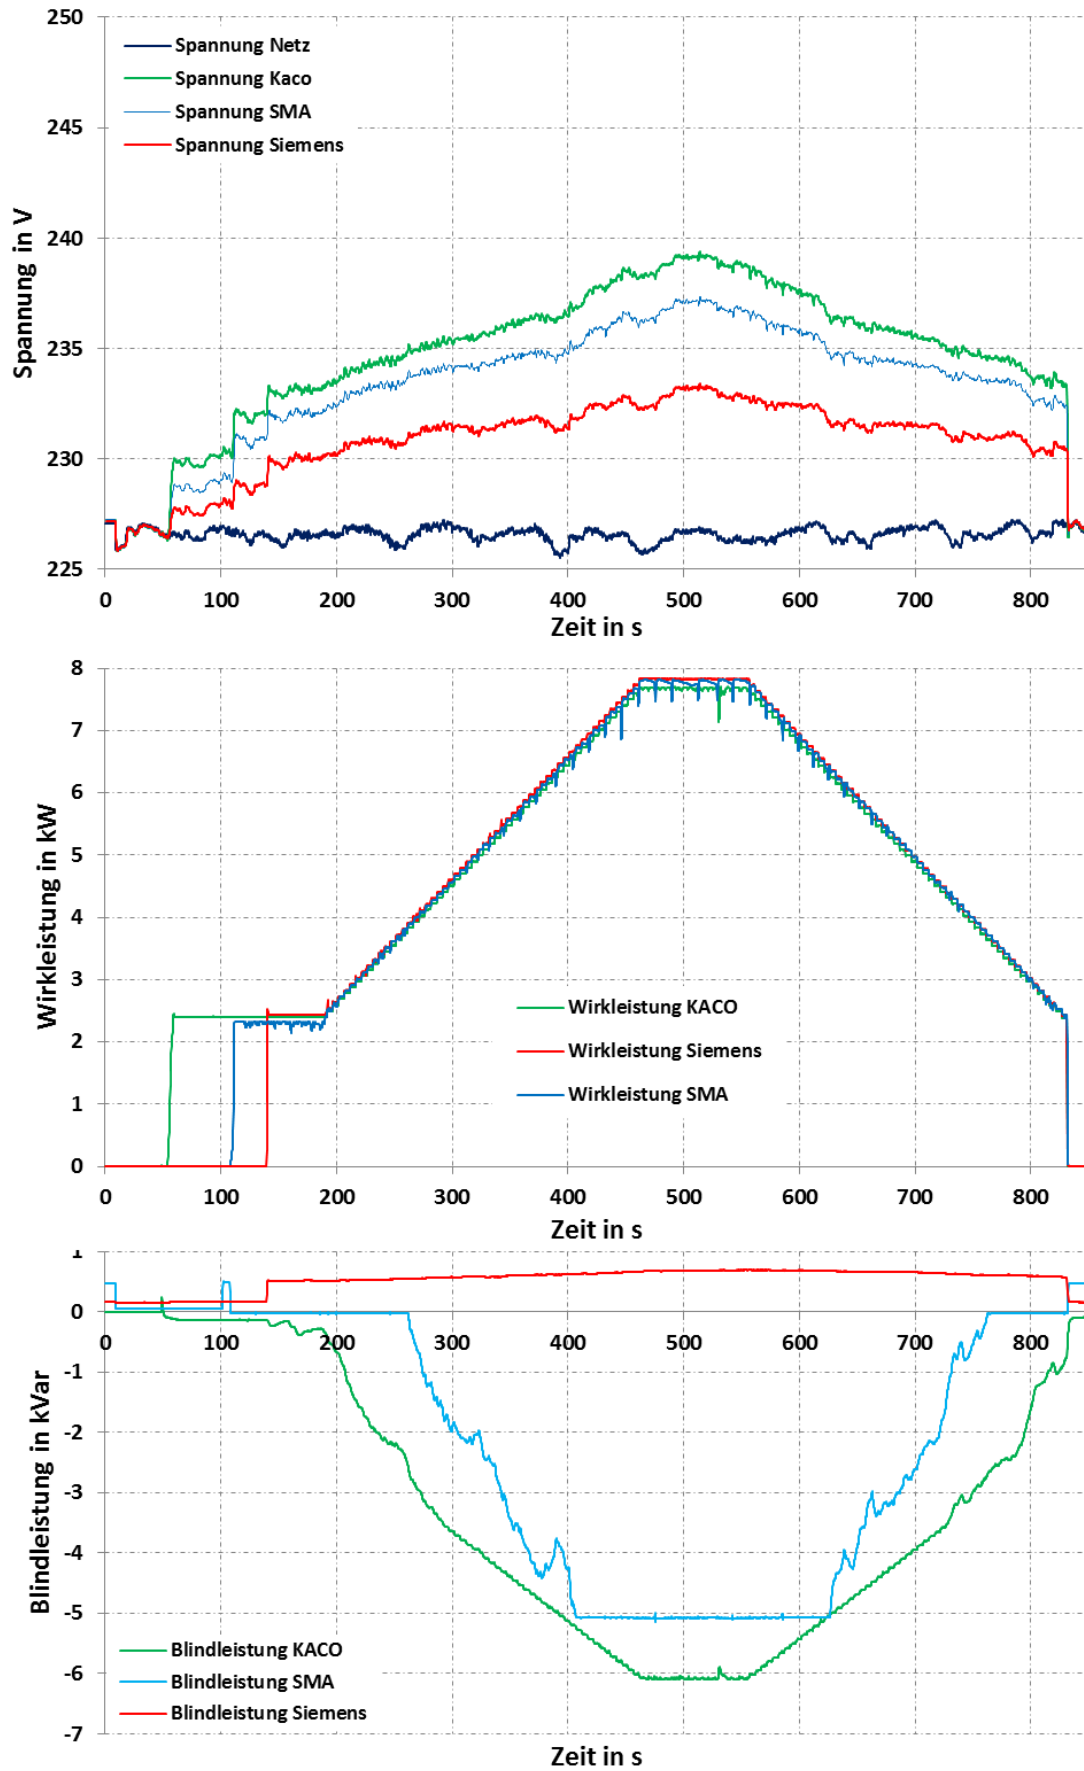 250
245
240
235
230
225
Spannung in V
Spannung Netz
Spannung Kaco
Spannung SMA
Spannung Siemens
0 100 200 300 400 500 600 700 800
Zeit in s
8
7
6
5
4
3
2
1
0
Wirkleistung in kW
Wirkleistung KACO
Wirkleistung Siemens
Wirkleistung SMA
0 100 200 300 400 500 600 700 800
Zeit in s
1
0
-1
-2
-3
-4
-5
-6
-7
Blindleistung in kVar
0 100 200 300 400 500 600 700 800
Blindleistung KACO
Blindleistung SMA
Blindleistung Siemens
Zeit in s